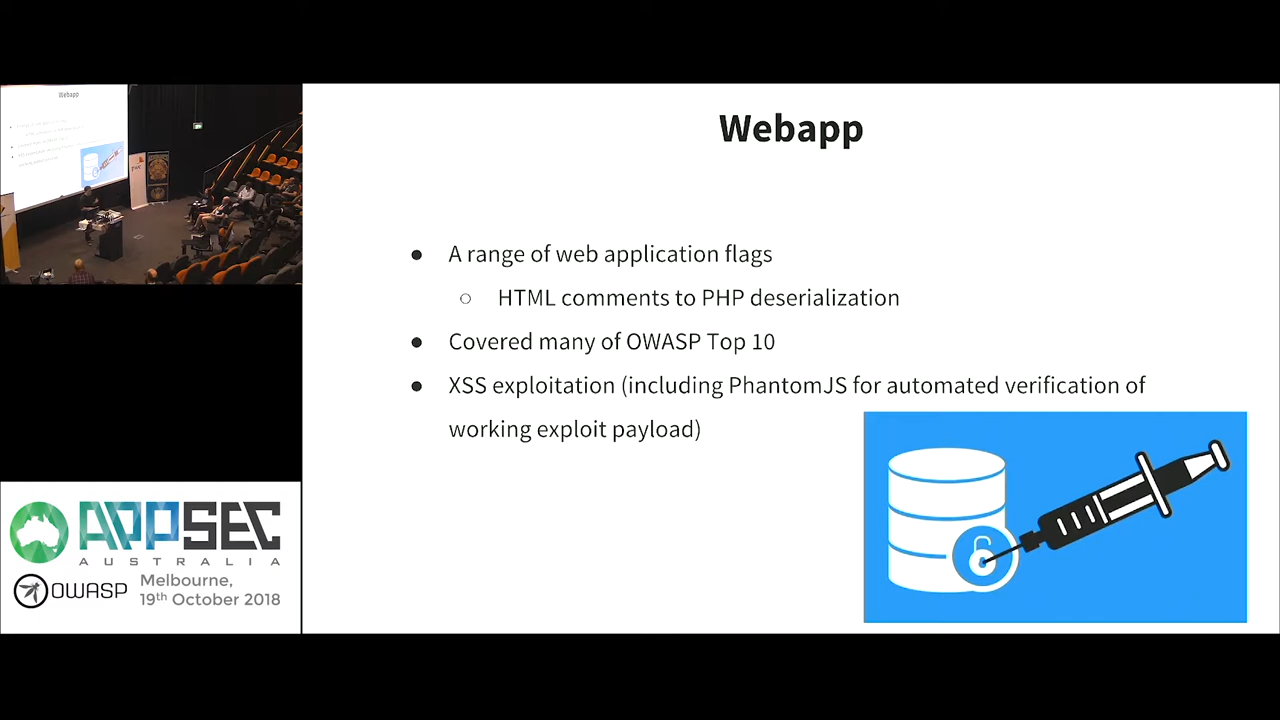 Webapp
● A range of web application flags
○ HTML comments to PHP deserialization
● Covered many of OWASP Top 10
● XSS exploitation (including PhantomJS for automated verification of
working exploit payload)
Webapp
APPSEC
AUSTRALIA
OWASP
Melbourne,
19th October 2018